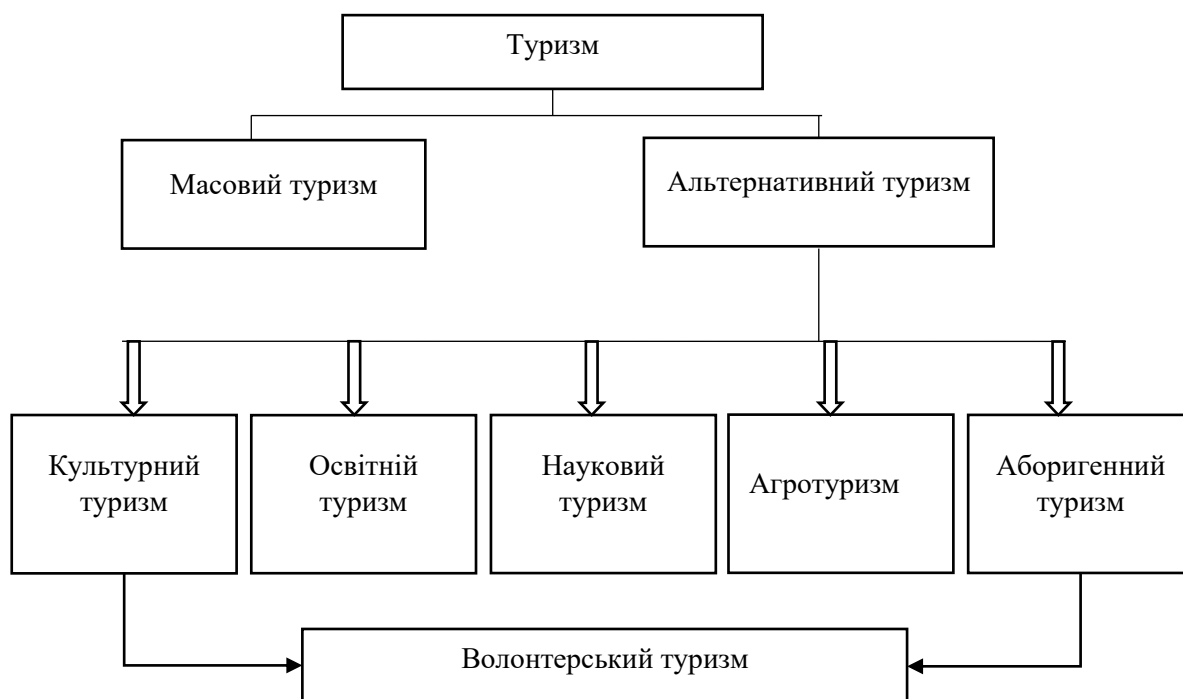 Туризм
Масовий туризм
Альтернативний туризм
Культурний
туризм
Освітній
туризм
Науковий
туризм
Агротуризм
Аборигенний
туризм
Волонтерський туризм